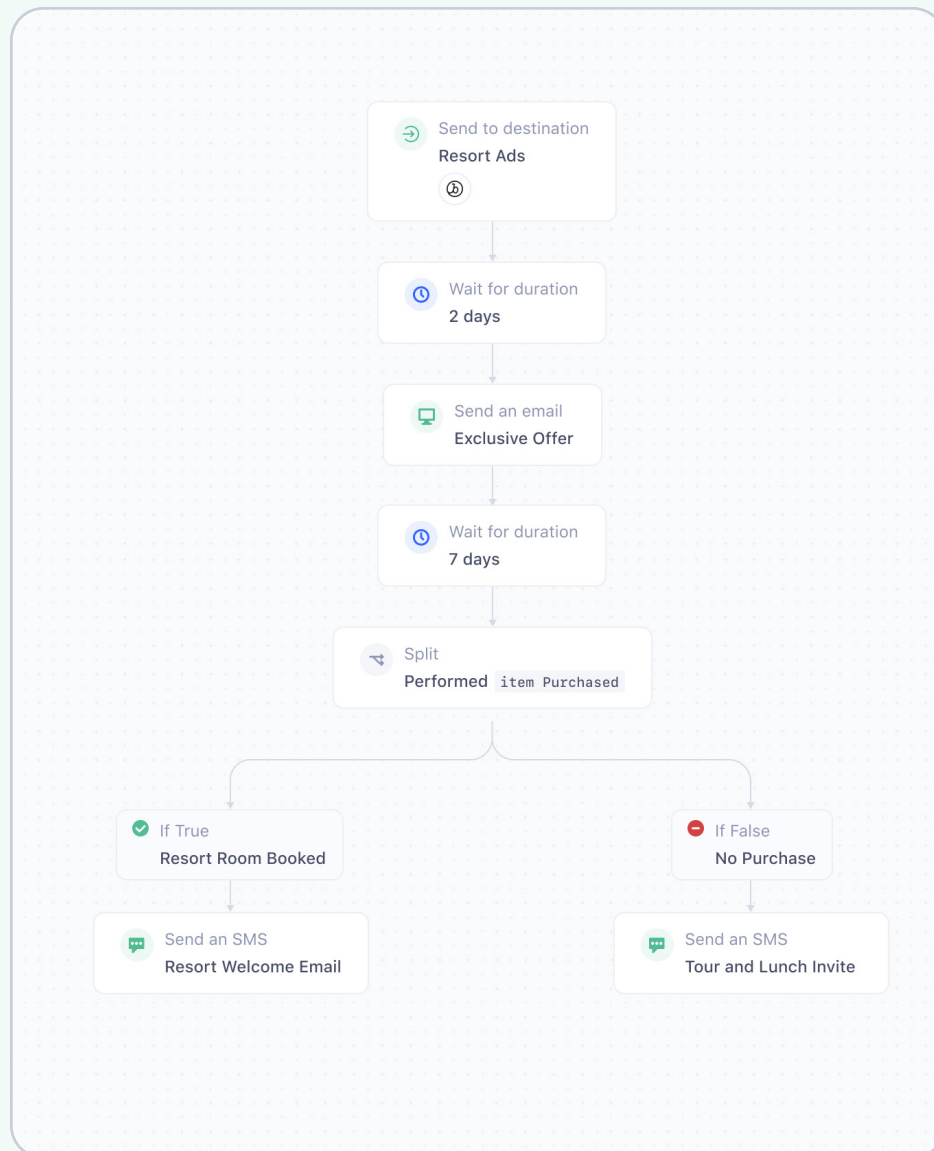 Send to destination
Resort Ads
Wait for duration
2 days
Send an email
Exclusive Offer
Wait for duration
7 days
Split
Performed item Purchased
If True
Resort Room Booked
If False
No Purchase
Send an SMS
Resort Welcome Email
Send an SMS
Tour and Lunch Invite